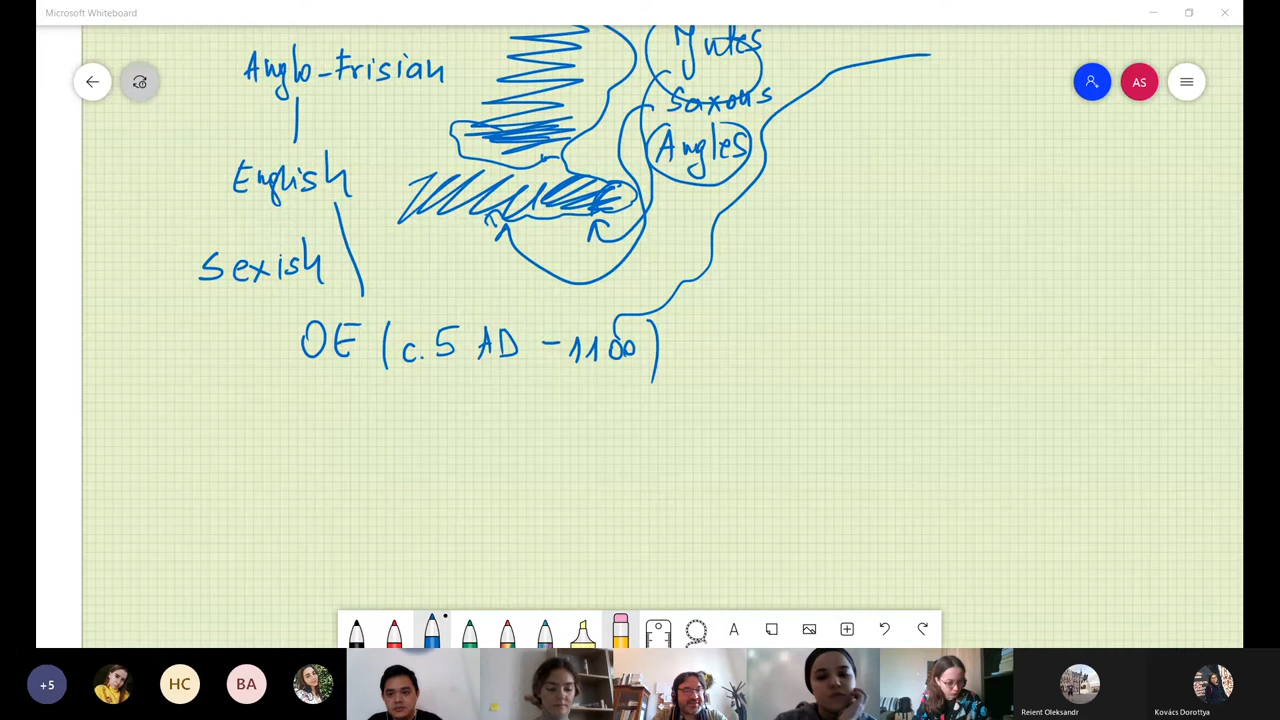 Microsoft Whiteboard
Anglo-Frisian
Jutes
Saxons
Angles
English
Sexish
OE (c. 5 AD - 1100)
AS
A
+5
HC
BA
Reient Oleksandr
Kovács Dorottya